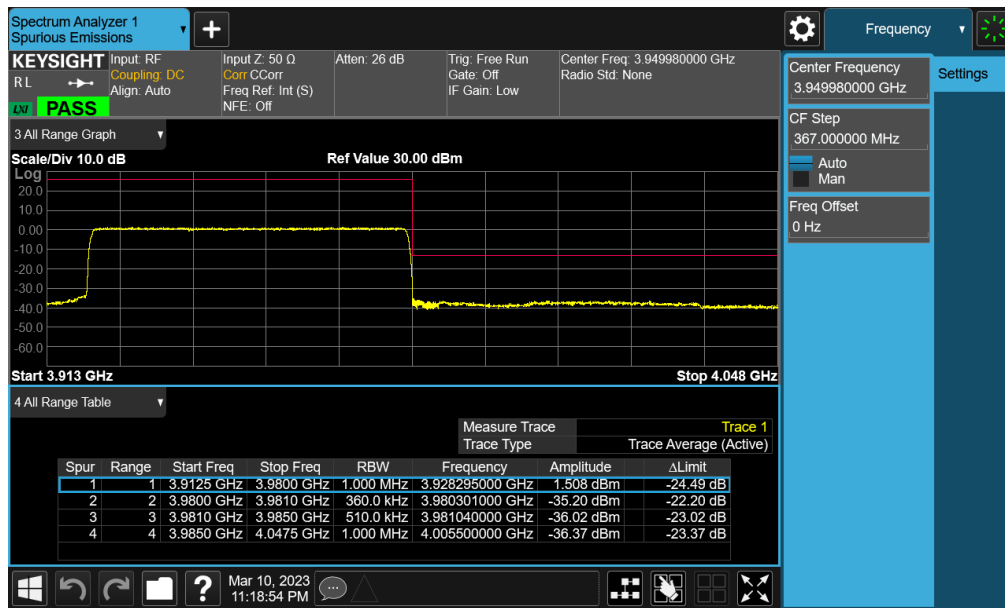 Spectrum Analyzer 1
Spurious Emissions
Frequency
KEYSIGHT
RL
LXI
PASS
Input: RF
Coupling: DC
Align: Auto
Input Z: 50 Ω
Corr CCorr
Freq Ref: Int (S)
NFE: Off
Atten: 26 dB
Trig: Free Run
Gate: Off
IF Gain: Low
Center Freq: 3.949980000 GHz
Radio Std: None
Center Frequency
3.949980000 GHz
Settings
CF Step
367.000000 MHz
Auto
Man
Freq Offset
0 Hz
3 All Range Graph
Scale/Div 10.0 dB
Ref Value 30.00 dBm
Log
20.0
10.0
0.00
-10.0
-20.0
-30.0
-40.0
-50.0
-60.0
Start 3.913 GHz
Stop 4.048 GHz
4 All Range Table
Measure Trace Trace 1
Trace Type Trace Average (Active)
Spur Range Start Freq Stop Freq RBW Frequency Amplitude ΔLimit
1 1 3.9125 GHz 3.9800 GHz 1.000 MHz 3.928295000 GHz 1.508 dBm -24.49 dB
2 2 3.9800 GHz 3.9810 GHz 360.0 kHz 3.980301000 GHz -35.20 dBm -22.20 dB
3 3 3.9810 GHz 3.9850 GHz 510.0 kHz 3.981040000 GHz -36.02 dBm -23.02 dB
4 4 3.9850 GHz 4.0475 GHz 1.000 MHz 4.005500000 GHz -36.37 dBm -23.37 dB
?
Mar 10, 2023
11:18:54 PM